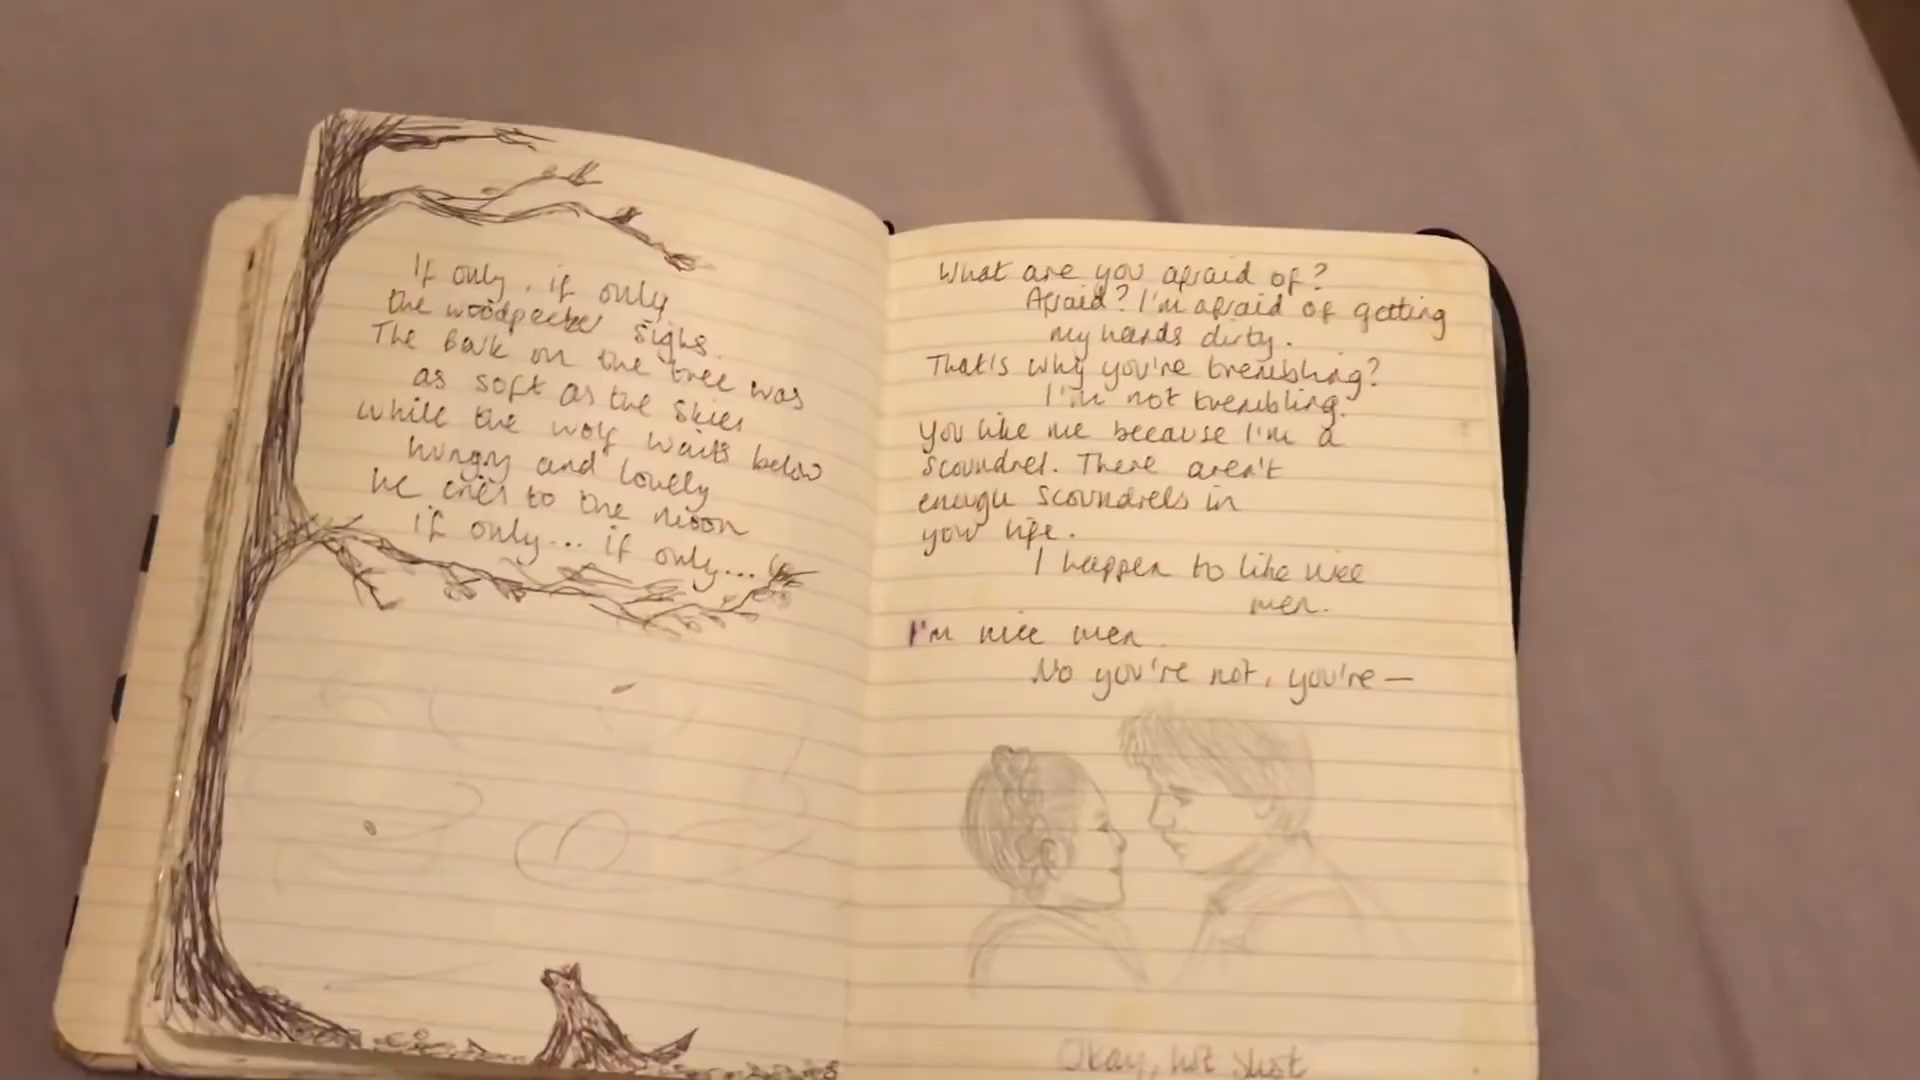 If only, if only
the woodpecker sighs.
The bark on the tree was
as soft as the skies
while the wolf waits below
hungry and lonely
he cries to the moon
if only... if only...
What are you afraid of?
Afraid? I'm afraid of getting
my hands dirty.
That's why you're trembling?
I'm not trembling.
You like me because I'm a
scoundrel. There aren't
enough scoundrels in
your life.
I happen to like nice
men.
I'm nice men.
No you're not, you're —
Okay, hot shot